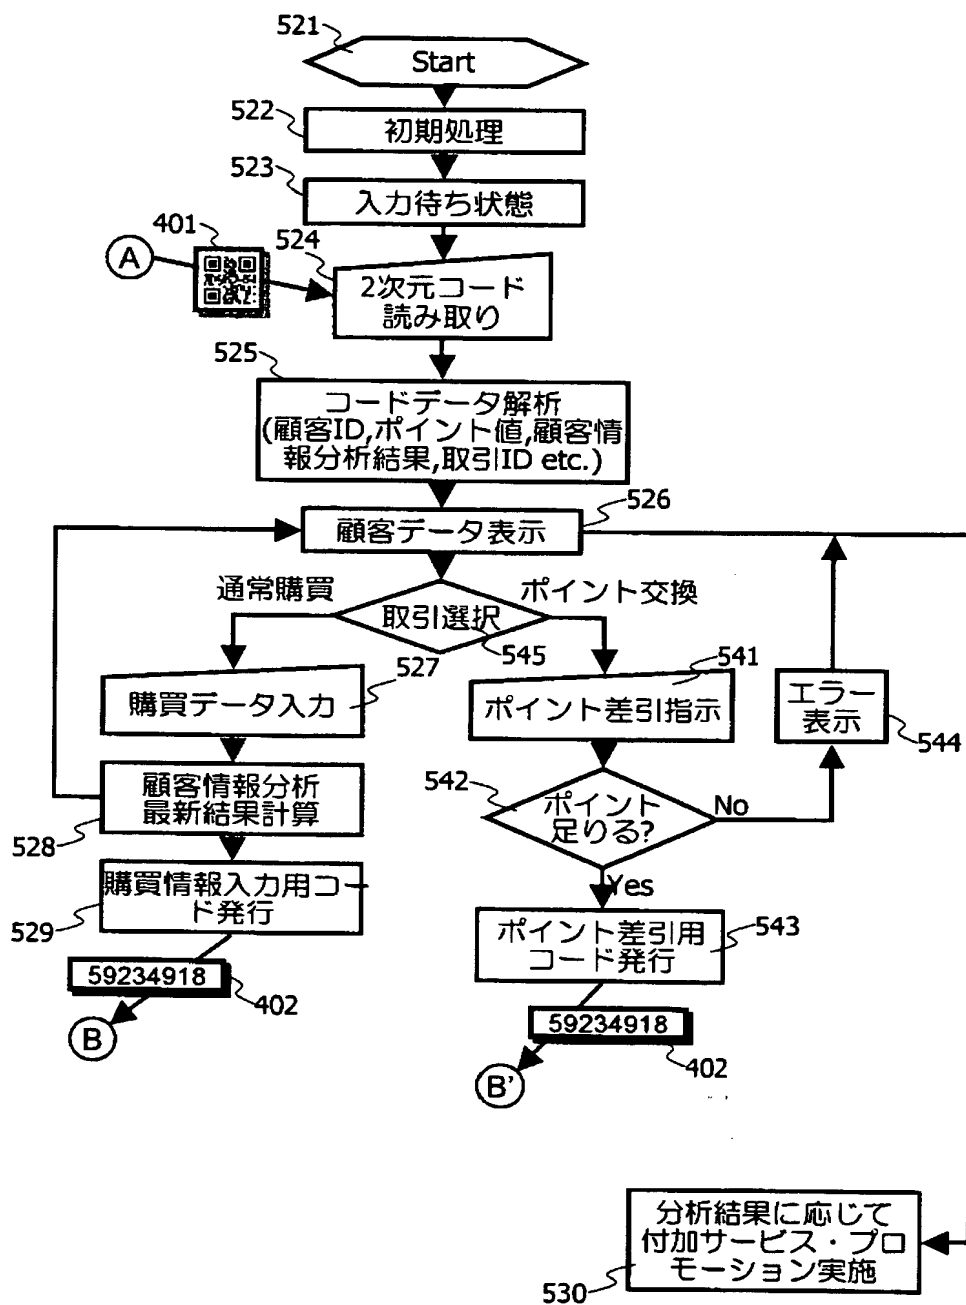 521
Start
522
初期処理
523
入力待ち状態
401
524
A
2次元コード
読み取り
525
コードデータ解析
(顧客ID,ポイント値,顧客情
報分析結果,取引ID etc.)
526
顧客データ表示
通常購買
ポイント交換
取引選択
545
527
541
購買データ入力
ポイント差引指示
エラー
表示
544
542
顧客情報分析
最新結果計算
528
ポイント
足りる?
No
Yes
購買情報入力用コー
ド発行
529
ポイント差引用
コード発行
543
59234918
402
B
59234918
402
B'
分析結果に応じて
付加サービス・プロ
モーション実施
530